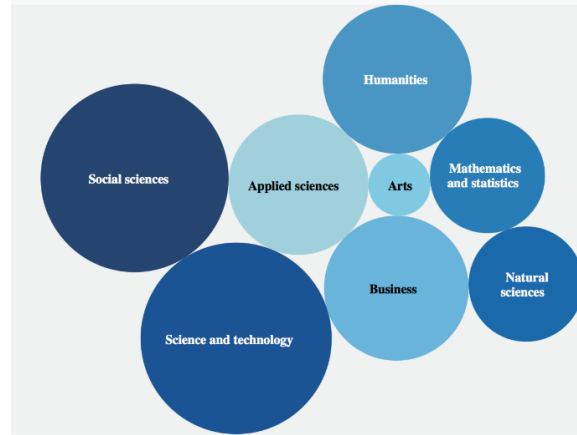 Humanities
Social sciences
Applied sciences
Arts
Mathematics
and statistics
Business
Natural
sciences
Science and technology